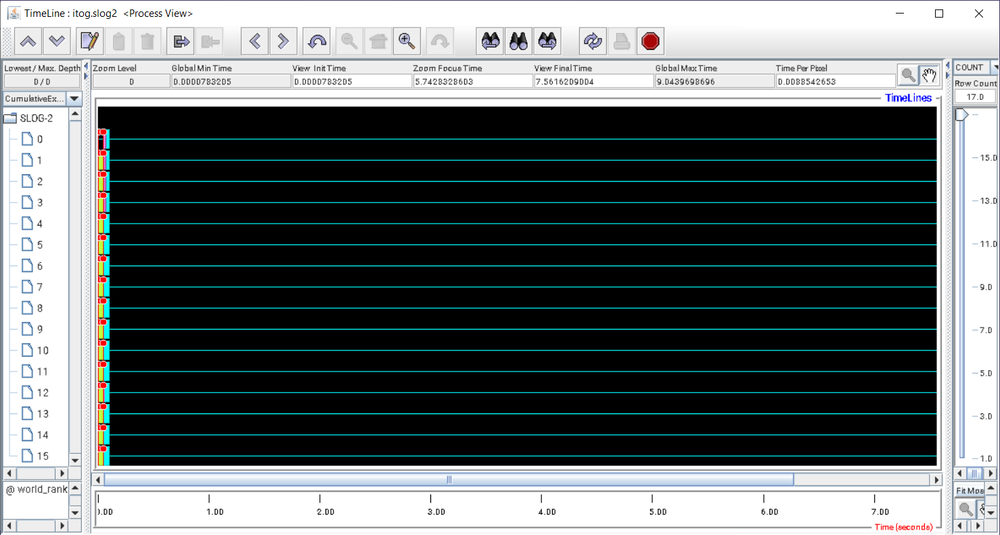 TimeLine : itog.slog2 <Process View>
Lowest / Max. Depth
0 / 0
Zoom Level
0
Global Min Time
0.0000783205
View Init Time
0.0000783205
Zoom Focus Time
5.7428328603
View Final Time
7.5616209004
Global Max Time
9.0439698696
Time Per Pixel
0.0088542653
COUNT
Row Count
17.0
CumulativeEx...
TimeLines
SLOG-2
0
1
2
3
4
5
6
7
8
9
10
11
12
13
14
15
15.0
13.0
11.0
9.0
7.0
5.0
3.0
1.0
@ world_rank
Fit Mos
0.00 1.00 2.00 3.00 4.00 5.00 6.00 7.00
Time (seconds)